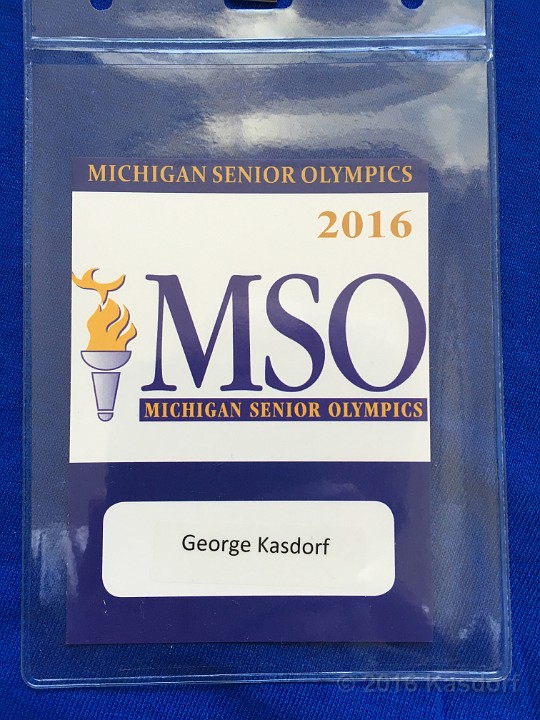 MICHIGAN SENIOR OLYMPICS
2016
MSO
MICHIGAN SENIOR OLYMPICS
George Kasdorf
© 2016 Kasdorf